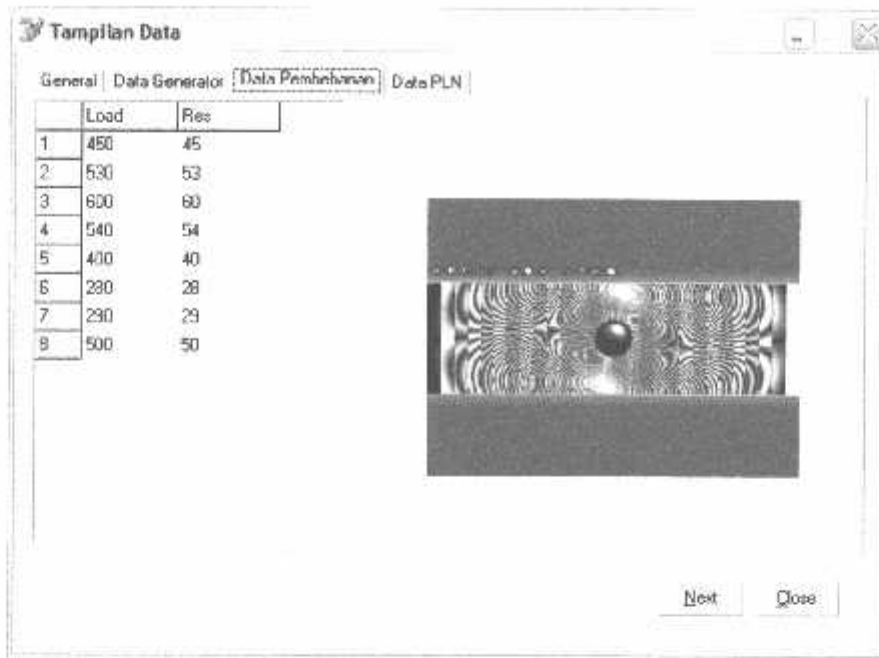 Tampilan Data
General Data Generator Data Pembebanan Data PLN
Load Res
1 450 45
2 530 53
3 600 60
4 540 54
5 400 40
6 280 28
7 290 29
8 500 50
Next Close